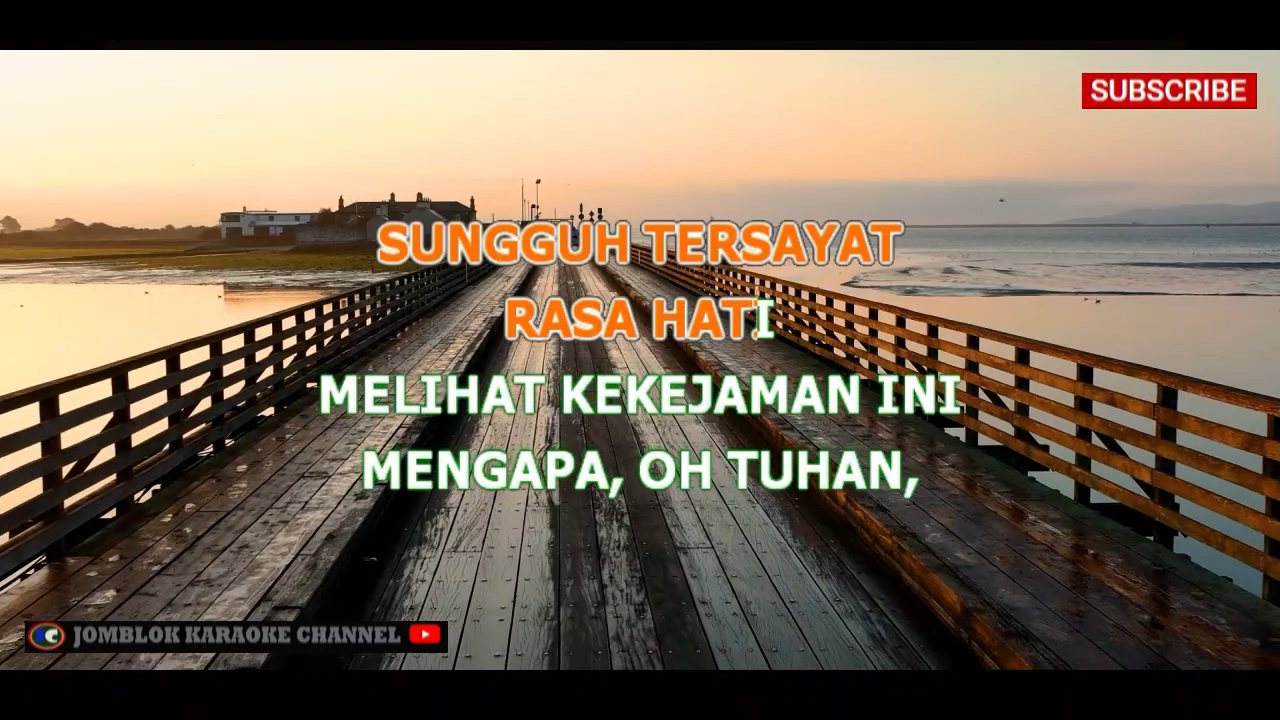 SUBSCRIBE
SUNGGUH TERSAYAT
RASA HATI
MELIHAT KEKEJAMAN INI
MENGAPA, OH TUHAN,
JOMBLOK KARAOKE CHANNEL